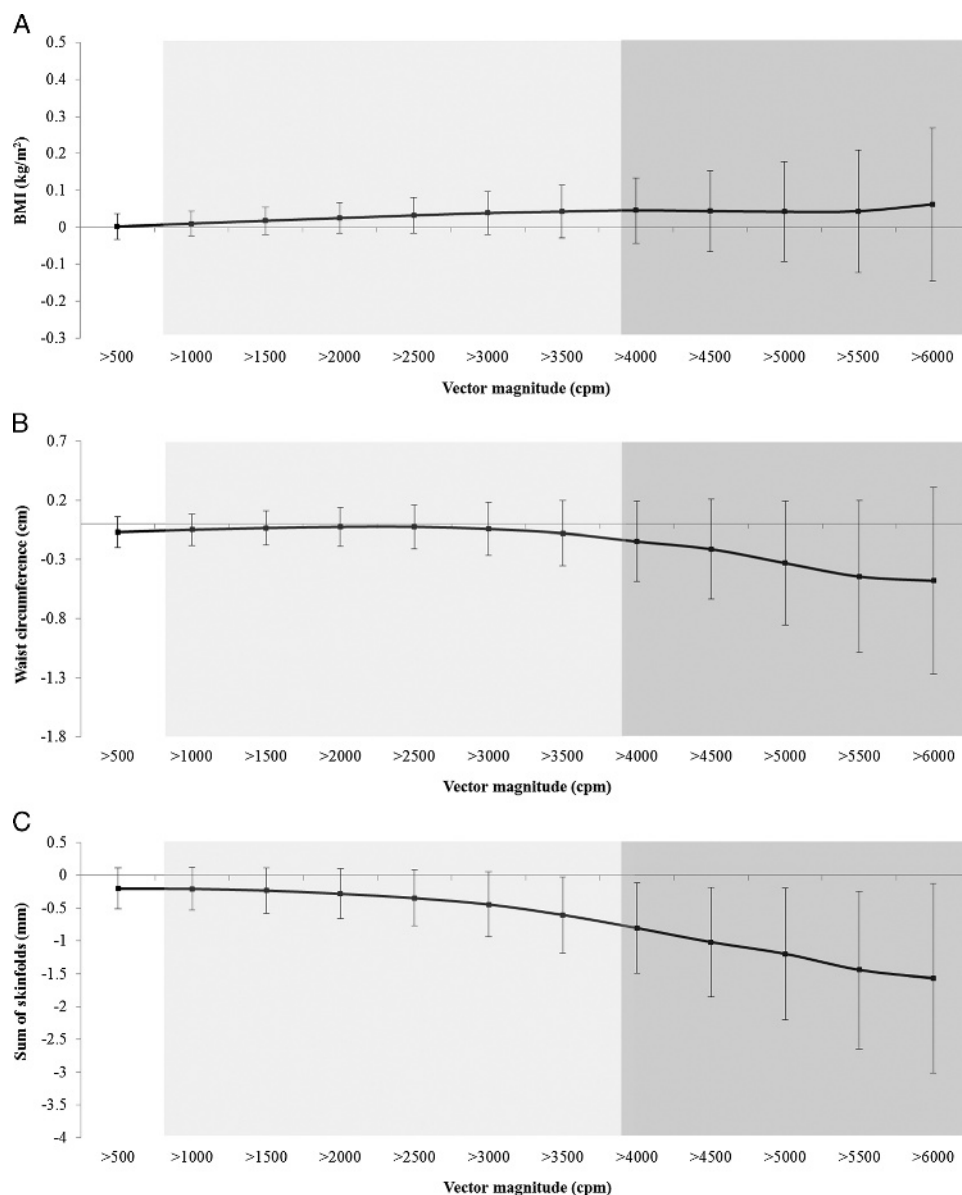 A
BMI (kg/m²)
0.5
0.4
0.3
0.2
0.1
0
-0.1
-0.2
-0.3
>500 >1000 >1500 >2000 >2500 >3000 >3500 >4000 >4500 >5000 >5500 >6000
Vector magnitude (cpm)
B
Waist circumference (cm)
0.7
0.2
-0.3
-0.8
-1.3
-1.8
>500 >1000 >1500 >2000 >2500 >3000 >3500 >4000 >4500 >5000 >5500 >6000
Vector magnitude (cpm)
C
Sum of skinfolds (mm)
0.5
0
-0.5
-1
-1.5
-2
-2.5
-3
-3.5
-4
>500 >1000 >1500 >2000 >2500 >3000 >3500 >4000 >4500 >5000 >5500 >6000
Vector magnitude (cpm)